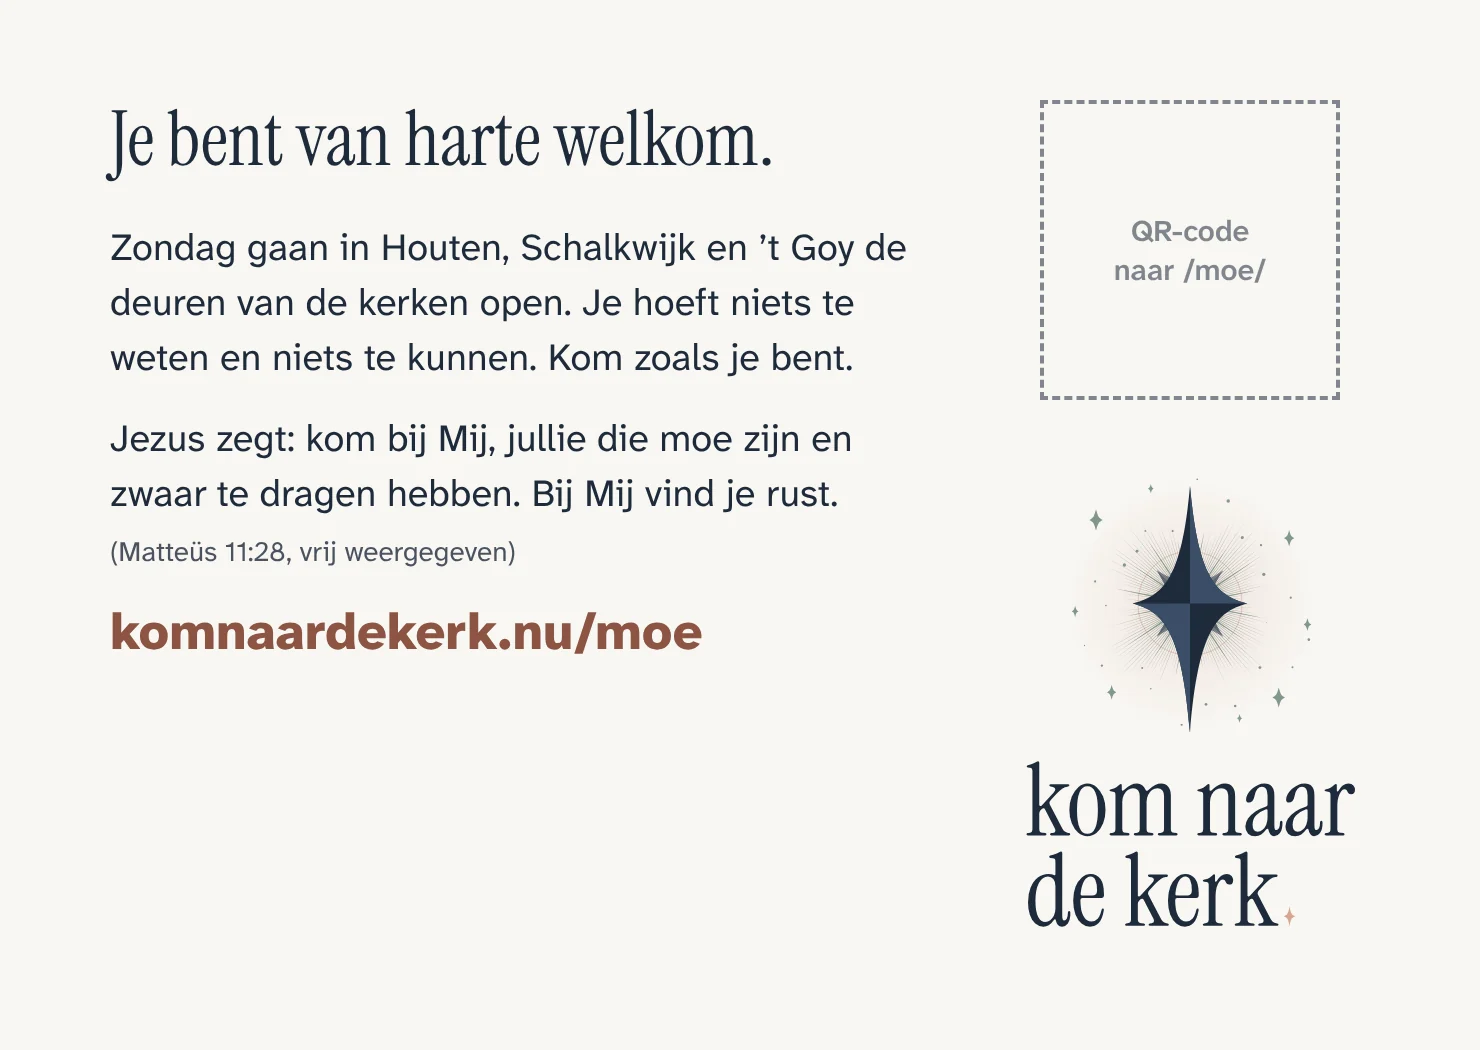 Je bent van harte welkom.
Zondag gaan in Houten, Schalkwijk en ’t Goy de
deuren van de kerken open. Je hoeft niets te
weten en niets te kunnen. Kom zoals je bent.
Jezus zegt: kom bij Mij, jullie die moe zijn en
zwaar te dragen hebben. Bij Mij vind je rust.
(Matteüs 11:28, vrij weergegeven)
komnaardekerk.nu/moe
QR-code
naar /moe/
kom naar
de kerk